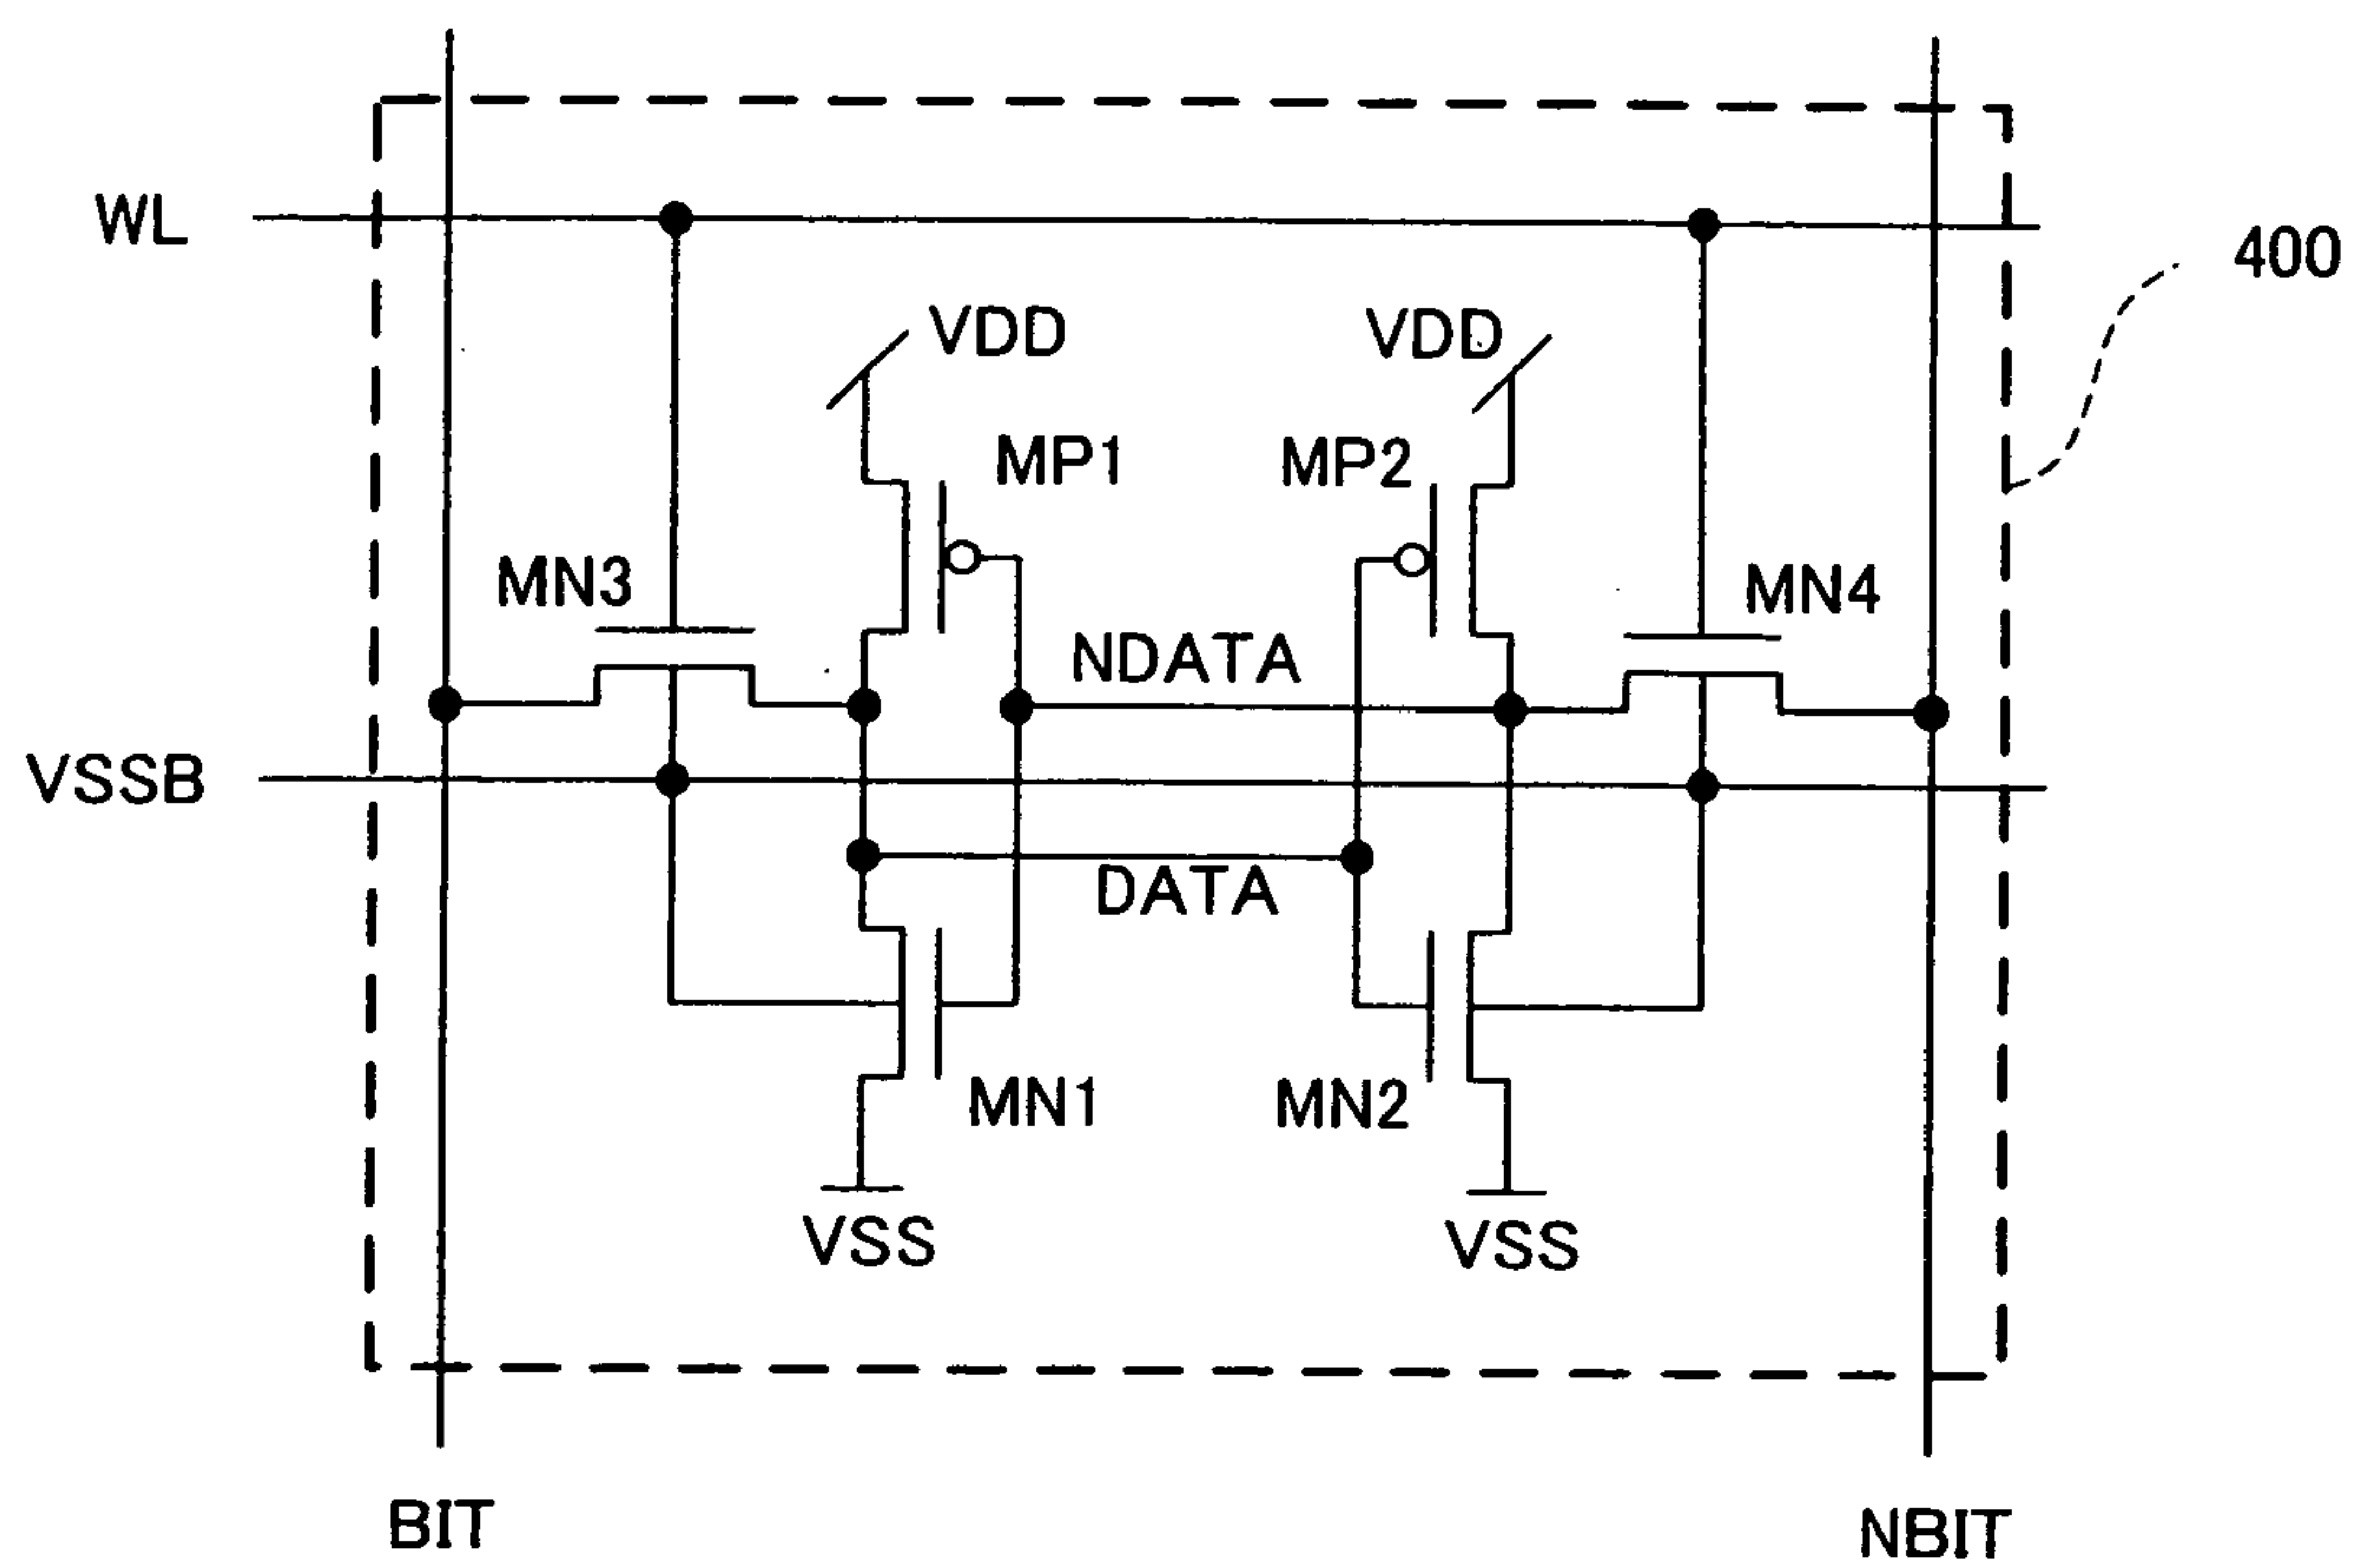 WL
400
VDD
VDD
MP1
MP2
MN3
MN4
NDATA
VSSB
DATA
MN1
MN2
VSS
VSS
BIT
NBIT